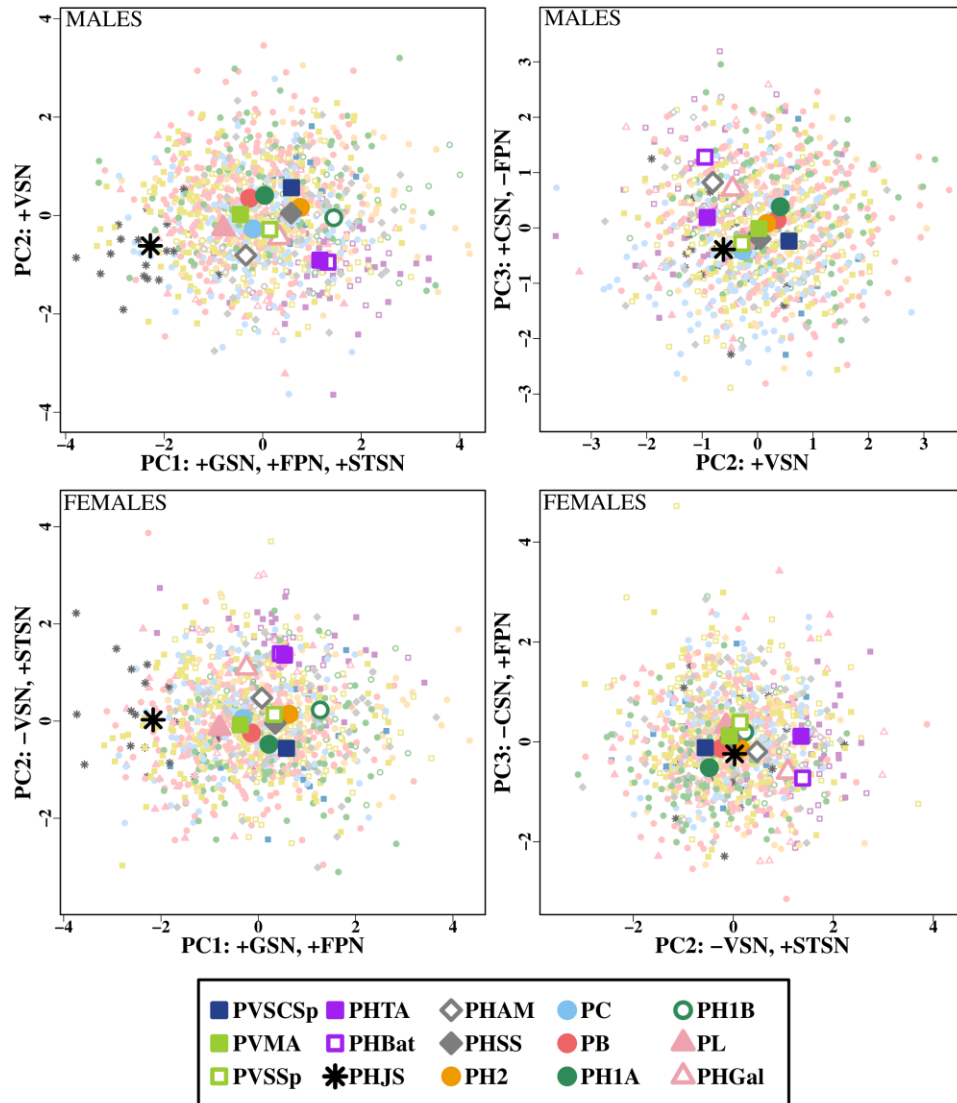 MALES
PC2: +VSN
4
2
0
−2
−4
−4 −2 0 2 4
PC1: +GSN, +FPN, +STSN
MALES
PC3: +CSN, −FPN
3
2
1
0
−1
−2
−3
−3 −2 −1 0 1 2 3
PC2: +VSN
FEMALES
PC2: −VSN, +STSN
4
2
0
−2
−4 −2 0 2 4
PC1: +GSN, +FPN
FEMALES
PC3: −CSN, +FPN
4
2
0
−2
−2 0 2 4
PC2: −VSN, +STSN
PVSCSp PHTA PHAM PC PH1B
PVMA PHBat PHSS PB PL
PVSSp PHJS PH2 PH1A PHGal